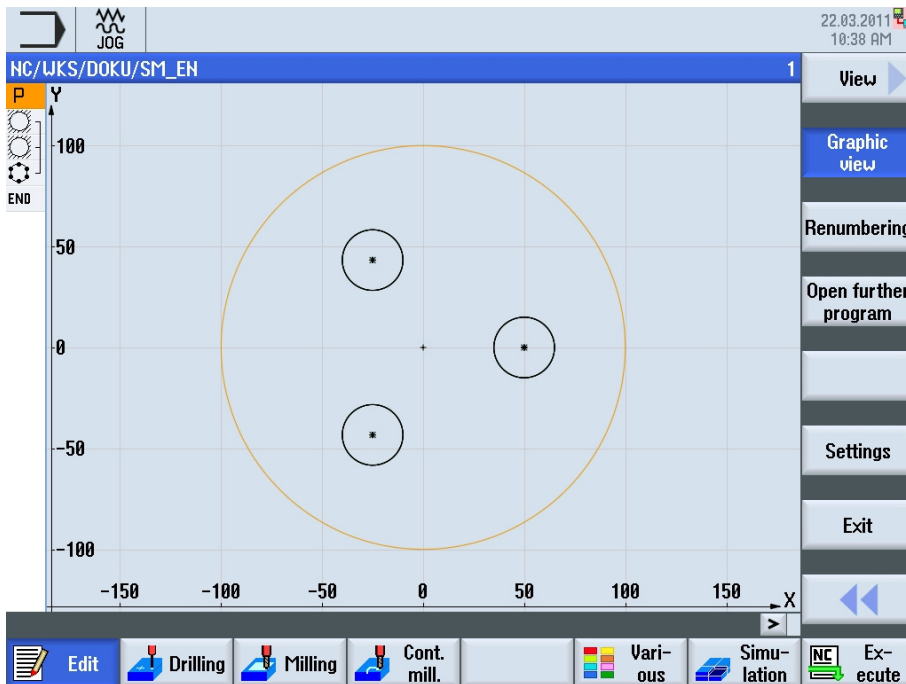 22.03.2011
10:38 AM
JOG
NC/WKS/DOKU/SM_EN 1
View
P Y
100
Graphic
view
END
50
Renumbering
Open further
program
0
-50
Settings
Exit
-100
-150 -100 -50 0 50 100 150 X
>
Edit
Drilling
Milling
Cont.
mill.
Vari-
ous
Simu-
lation
NC
Ex-
ecute